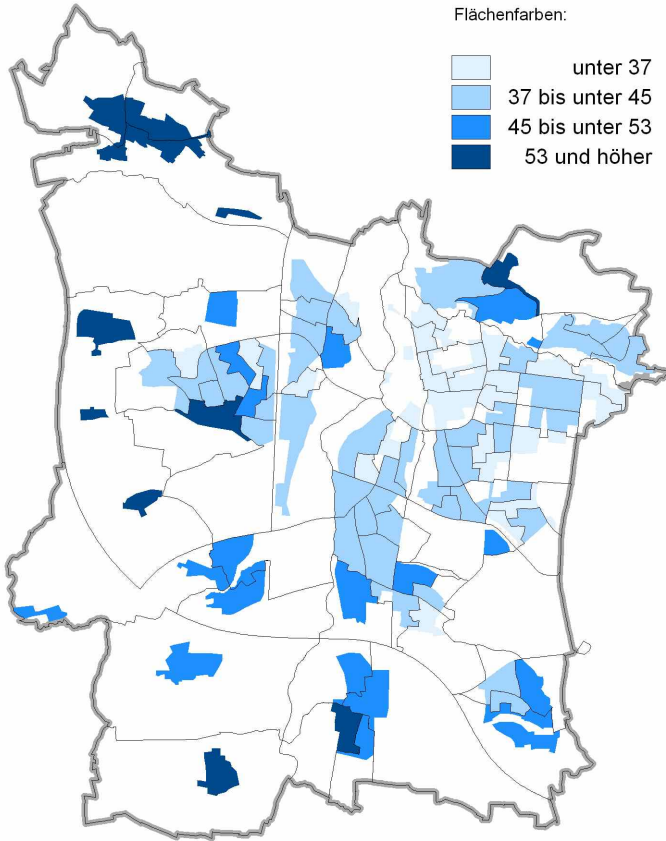 Flächenfarben:
unter 37
37 bis unter 45
45 bis unter 53
53 und höher